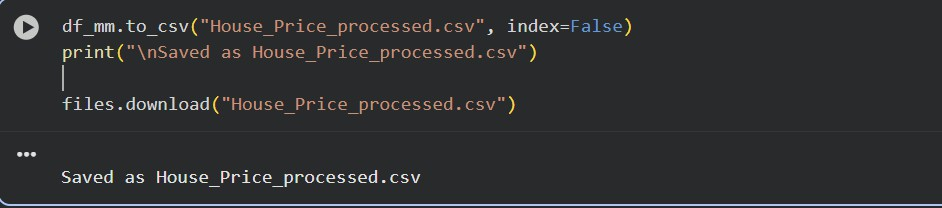 df_mm.to_csv("House_Price_processed.csv", index=False)
print("\nSaved as House_Price_processed.csv")
files.download("House_Price_processed.csv")
Saved as House_Price_processed.csv